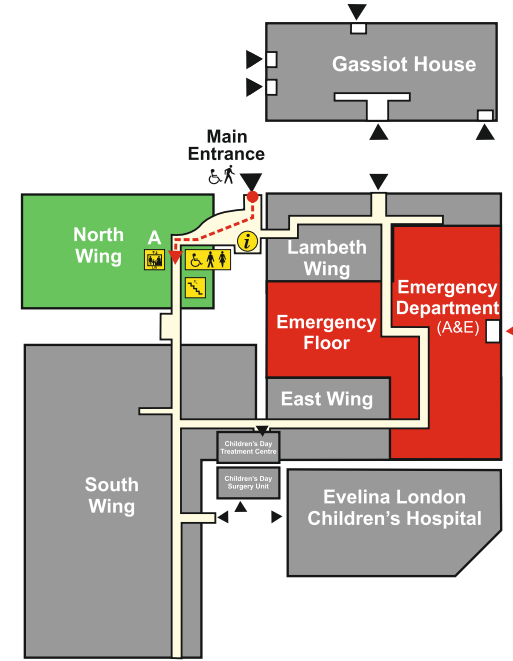 Gassiot House
Main
Entrance
North
Wing
A
i
Lambeth
Wing
Emergency
Department
(A&E)
Emergency
Floor
East Wing
Children's Day
Treatment Centre
Children's Day
Surgery Unit
South
Wing
Evelina London
Children's Hospital